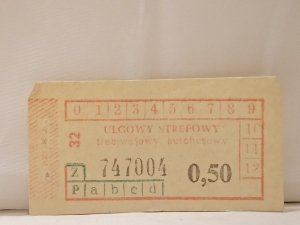 0 1 2 3 4 5 6 7 8 9
32
ULGOWY STREFOWY
10
tramwajowy autobusowy
11
Z 747004 0,50
12
P a b c d